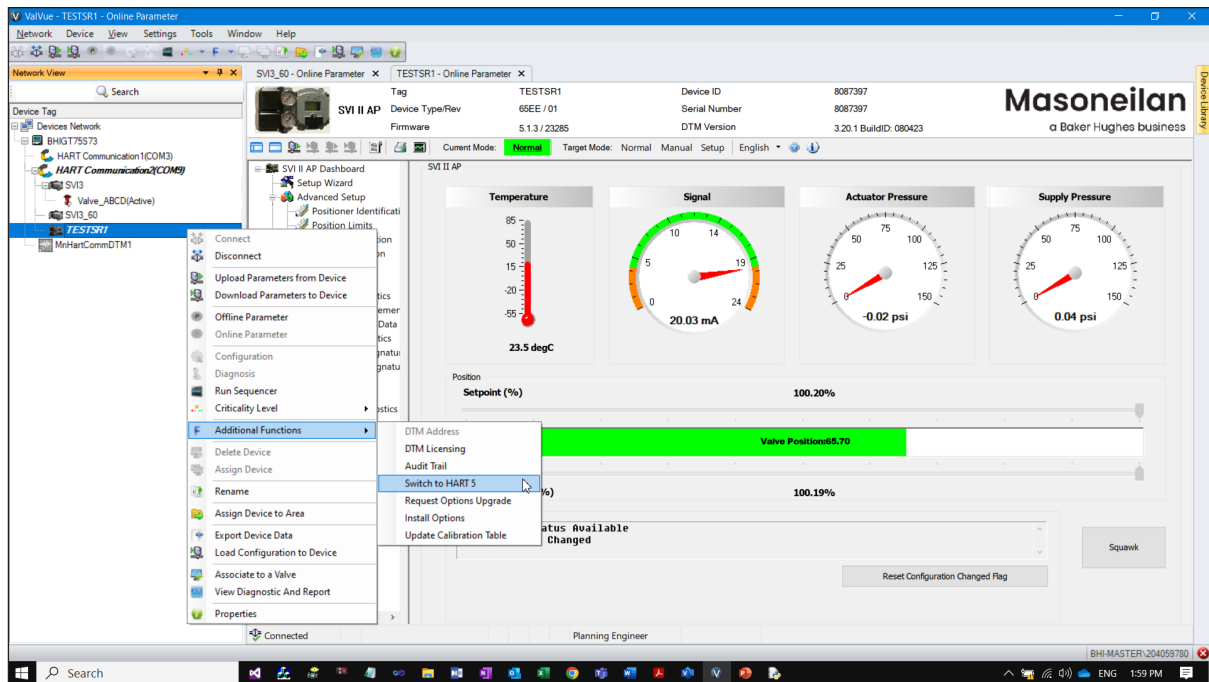 ValVue - TESTSR1 - Online Parameter
Network Device View Settings Tools Window Help
Network View
Search
Device Tag
Devices Network
BHIGT75S73
HART Communication1(COM3)
HART Communication2(COM9)
SVI3
Valve_ABCD(Active)
SVI3_60
TESTSR1
MnHartCommDTM1
SVI3_60 - Online Parameter
TESTSR1 - Online Parameter
Device Library
SVI II AP
Tag TESTSR1 Device ID 8087397
Device Type/Rev 65EE / 01 Serial Number 8087397
Firmware 5.1.3 / 23285 DTM Version 3.20.1 BuildID: 080423
Masoneilan
a Baker Hughes business
Current Mode: Normal Target Mode: Normal Manual Setup English
SVI II AP Dashboard
Setup Wizard
Advanced Setup
Positioner Identificati
Position Limits
Data
Connect
Disconnect
Upload Parameters from Device
Download Parameters to Device
Offline Parameter
Online Parameter
Configuration
Diagnosis
Run Sequencer
Criticality Level
Additional Functions
Delete Device
Assign Device
Rename
Assign Device to Area
Export Device Data
Load Configuration to Device
Associate to a Valve
View Diagnostic And Report
Properties
DTM Address
DTM Licensing
Audit Trail
Switch to HART 5
Request Options Upgrade
Install Options
Update Calibration Table
SVI II AP
Temperature
85
50
15
-20
-55
23.5 degC
Signal
0 5 10 14 19 24
20.03 mA
Actuator Pressure
0 25 50 75 100 125 150
-0.02 psi
Supply Pressure
0 25 50 75 100 125 150
0.04 psi
Position
Setpoint (%) 100.20%
Valve Position:65.70
%) 100.19%
atus Available
Changed
Reset Configuration Changed Flag
Squawk
Connected
Planning Engineer
BHI-MASTER\204059780
Search
ENG 1:59 PM